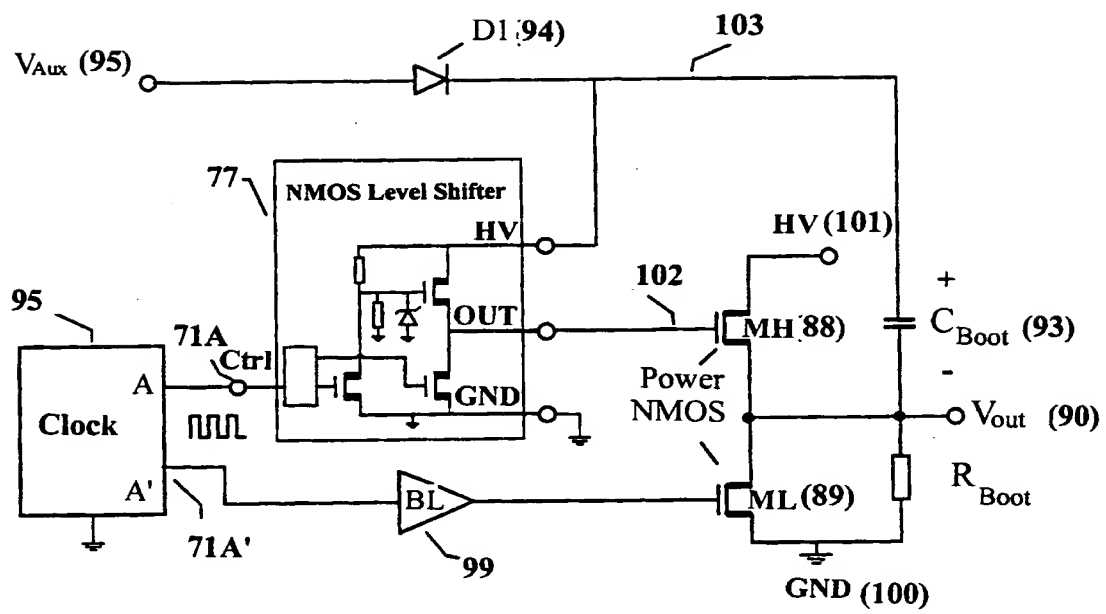 D1(94)
103
VAux (95)
77
NMOS Level Shifter
HV
HV (101)
95
102
71A
Ctrl
OUT
MH(88)
+
CBoot (93)
-
A
Power
NMOS
GND
Vout (90)
Clock
A'
BL
ML(89)
RBoot
71A'
99
GND (100)